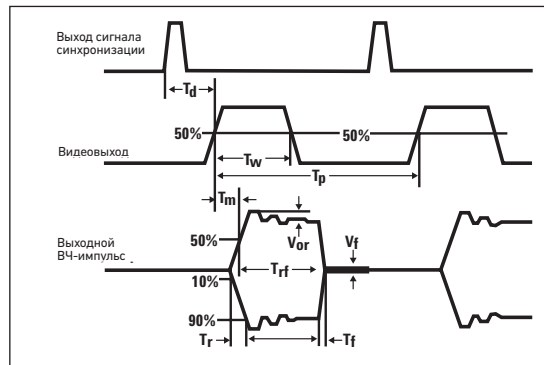 Выход сигнала
синхронизации
Td
50%
50%
Видеовыход
Tw
Tp
Tm
Выходной
ВЧ-импульс
50%
Vor
Vf
Trf
10%
90%
Tr
Tf